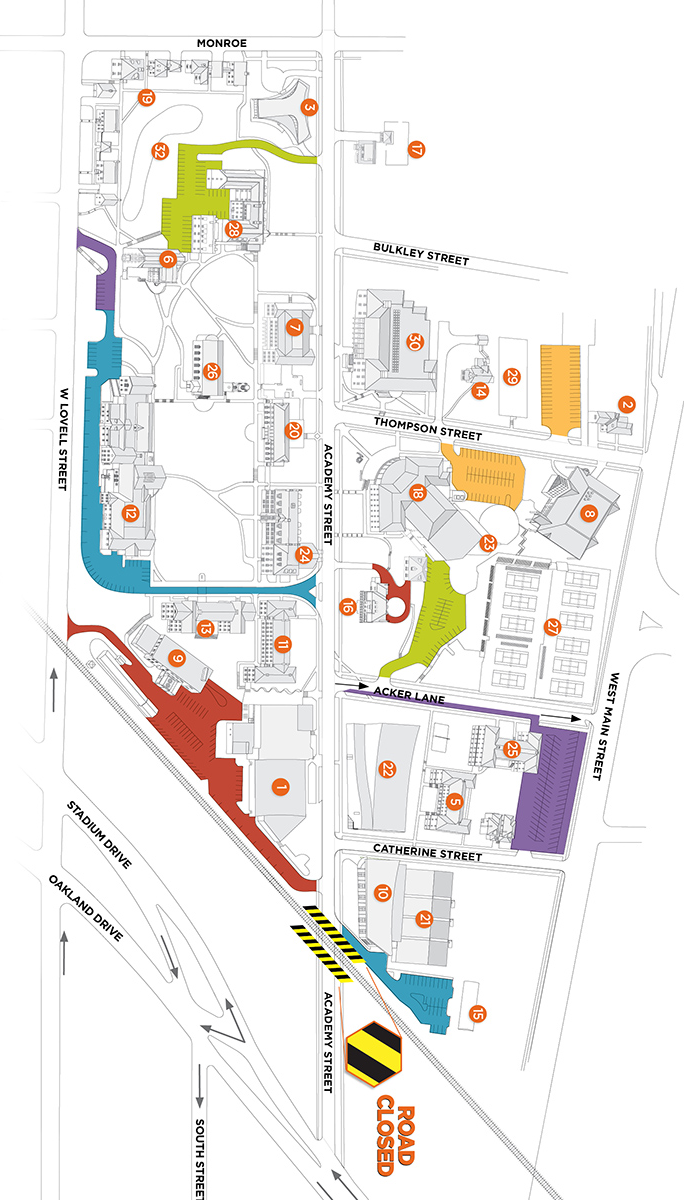 MONROE
19
3
32
17
28
BULKLEY STREET
6
7
30
26
14
29
2
W LOVELL STREET
20
ACADEMY STREET
THOMPSON STREET
12
18
8
24
23
16
27
13
11
9
ACKER LANE
WEST MAIN STREET
25
1
22
5
STADIUM DRIVE
CATHERINE STREET
OAKLAND DRIVE
10
21
15
ACADEMY STREET
ROAD
CLOSED
SOUTH STREET